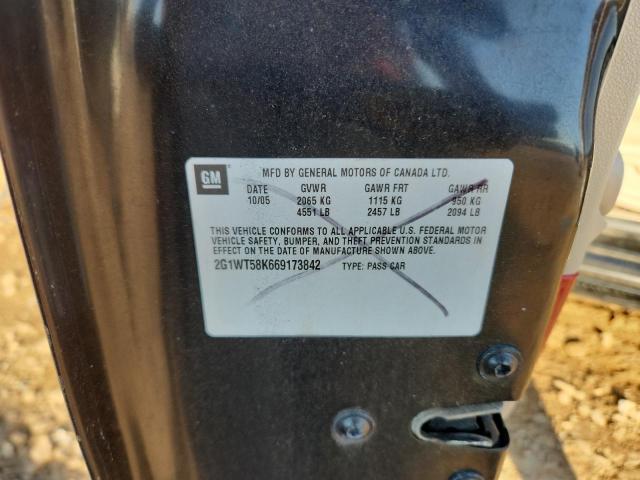 GM
MFD BY GENERAL MOTORS OF CANADA LTD.
DATE GVWR GAWR FRT GAWR RR
10/05 2065 KG 1115 KG 950 KG
4551 LB 2457 LB 2094 LB
THIS VEHICLE CONFORMS TO ALL APPLICABLE U.S. FEDERAL MOTOR
VEHICLE SAFETY, BUMPER, AND THEFT PREVENTION STANDARDS IN
EFFECT ON THE DATE OF MANUFACTURE SHOWN ABOVE.
2G1WT58K669173842 TYPE: PASS CAR